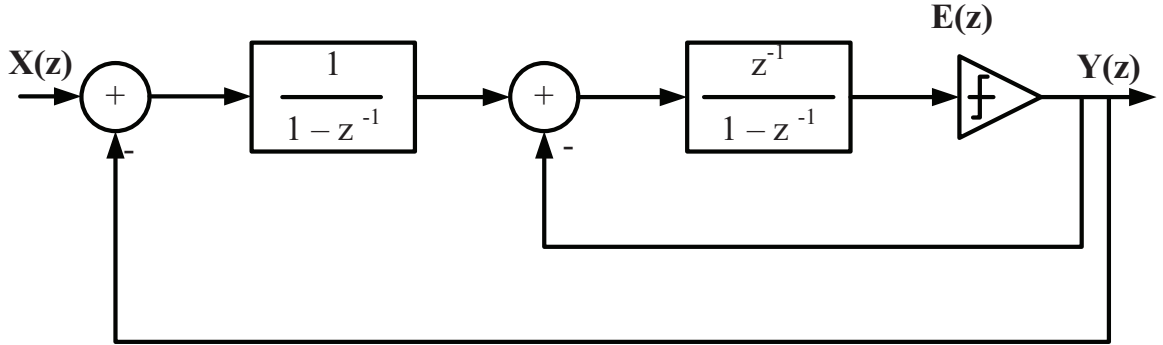 E(z)
X(z)
Y(z)
+
1
1 – z -1
+
z-1
1 – z -1
-
-